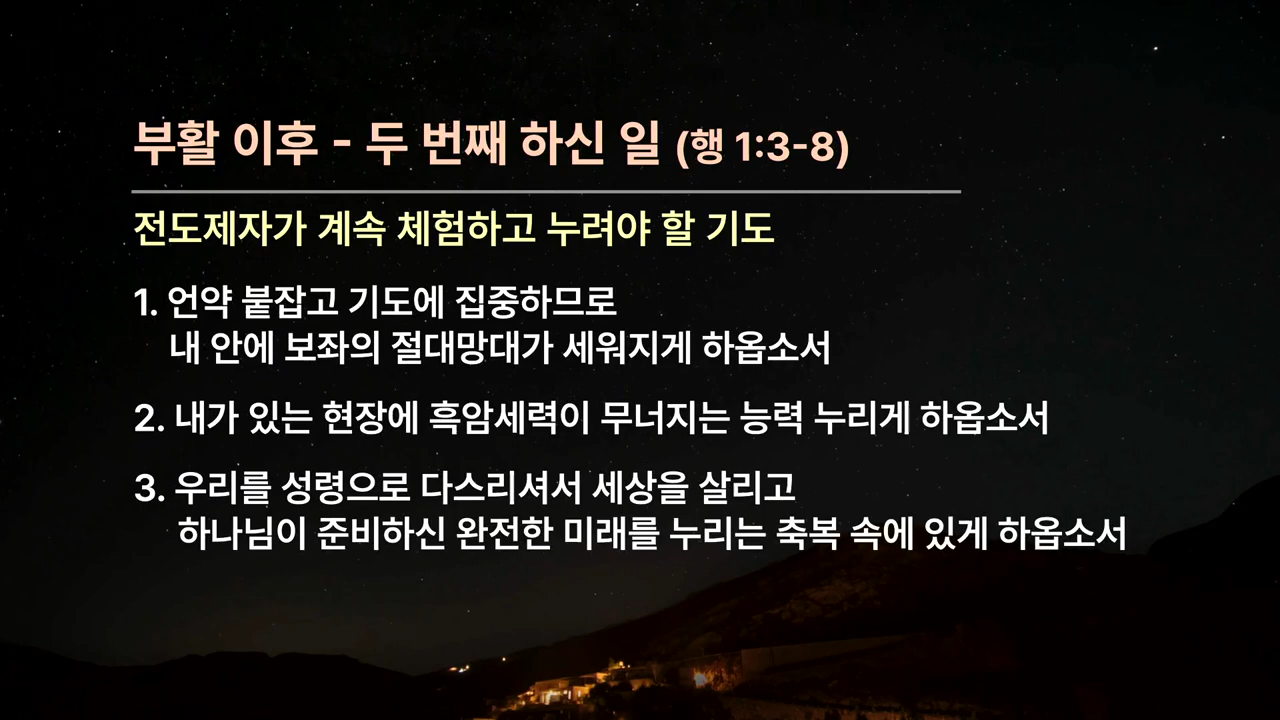 부활 이후 - 두 번째 하신 일 (행 1:3-8)
전도제자가 계속 체험하고 누려야 할 기도
1. 언약 붙잡고 기도에 집중하므로
내 안에 보좌의 절대망대가 세워지게 하옵소서
2. 내가 있는 현장에 흑암세력이 무너지는 능력 누리게 하옵소서
3. 우리를 성령으로 다스리셔서 세상을 살리고
하나님이 준비하신 완전한 미래를 누리는 축복 속에 있게 하옵소서